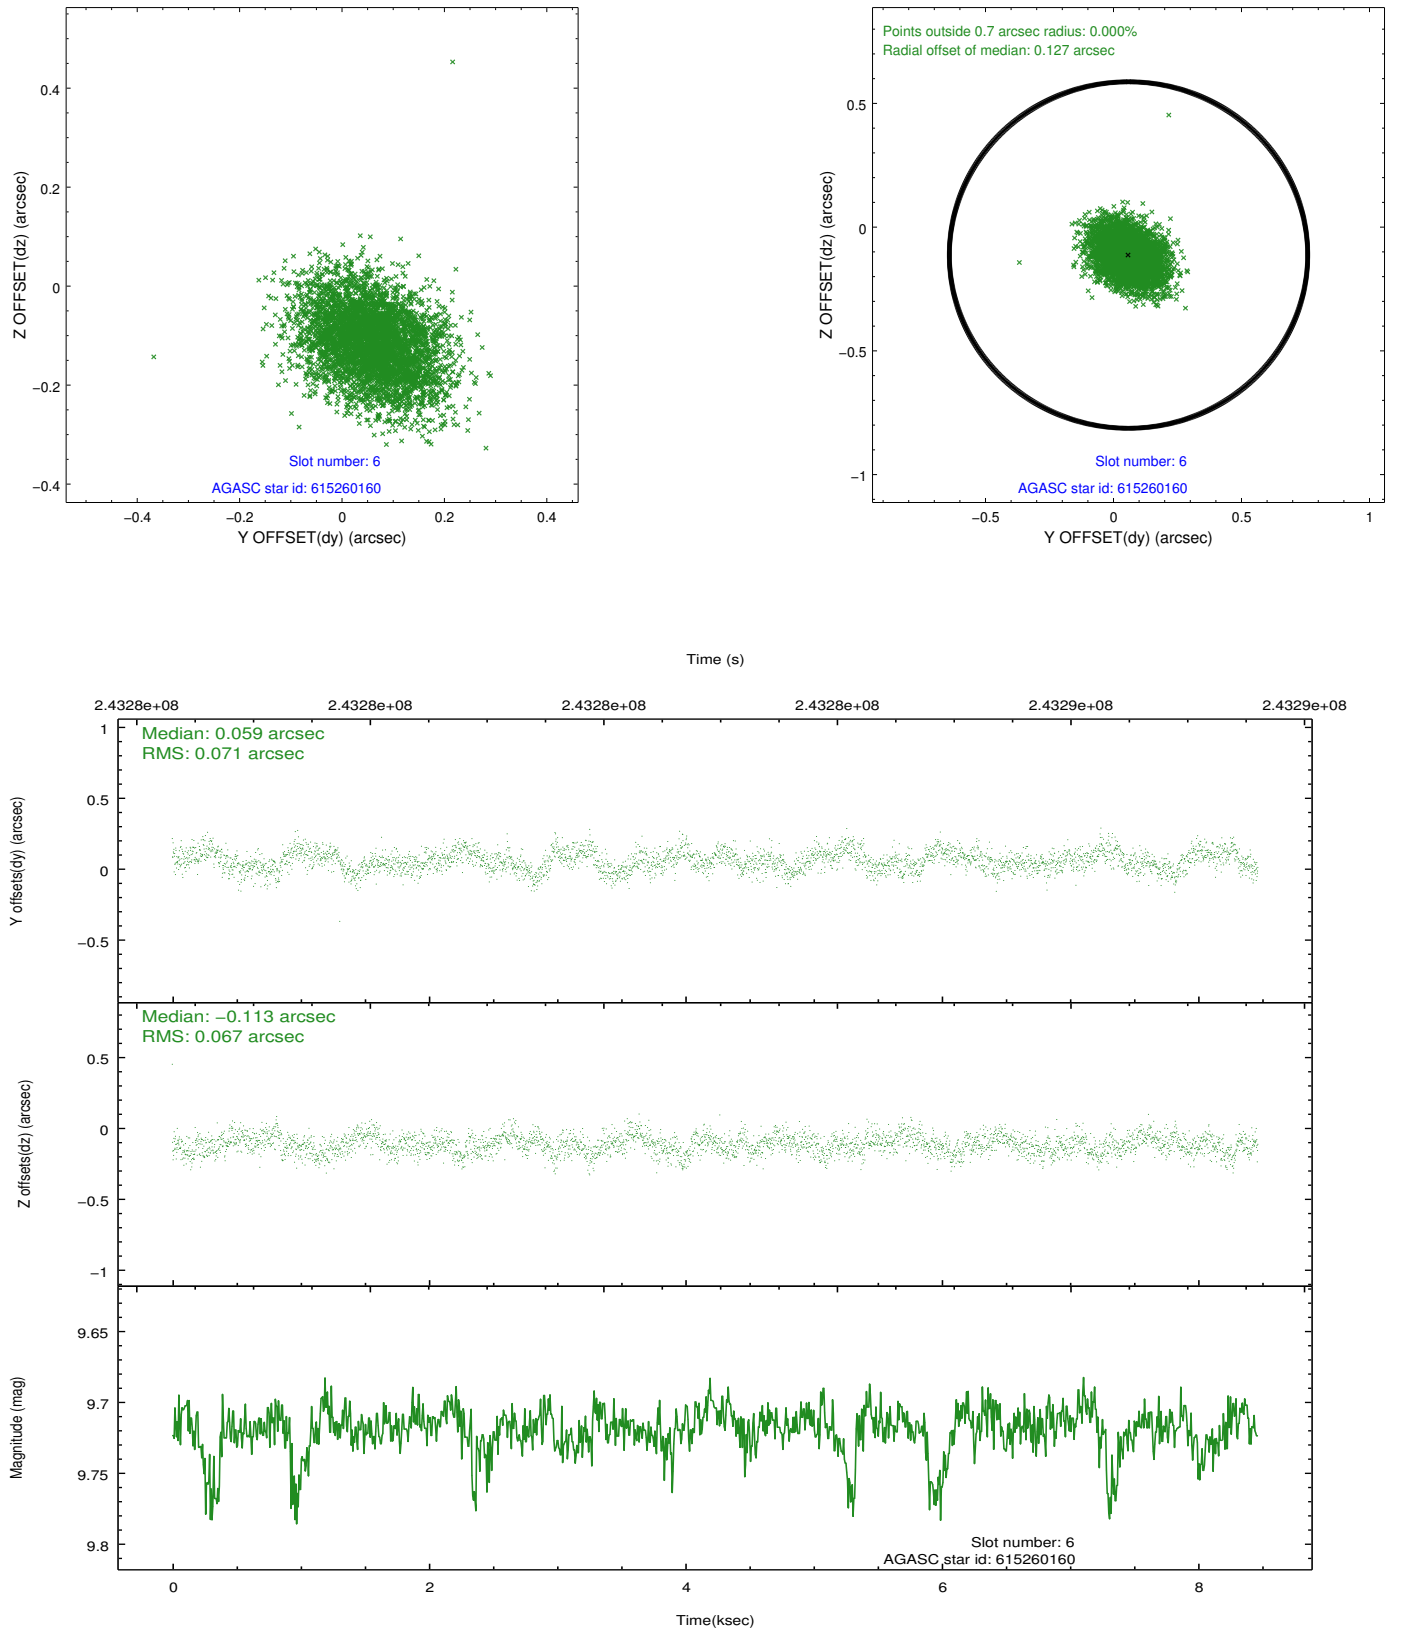 0.4
0.2
0
−0.2
−0.4
Z OFFSET(dz) (arcsec)
Slot number: 6
AGASC star id: 615260160
−0.4 −0.2 0 0.2 0.4
Y OFFSET(dy) (arcsec)
Points outside 0.7 arcsec radius: 0.000%
Radial offset of median: 0.127 arcsec
0.5
0
−0.5
−1
Z OFFSET(dz) (arcsec)
Slot number: 6
AGASC star id: 615260160
−0.5 0 0.5 1
Y OFFSET(dy) (arcsec)
Time (s)
2.4328e+08 2.4328e+08 2.4328e+08 2.4328e+08 2.4329e+08 2.4329e+08
Median: 0.059 arcsec
RMS: 0.071 arcsec
1
0.5
0
−0.5
Y offsets(dy) (arcsec)
Median: −0.113 arcsec
RMS: 0.067 arcsec
0.5
0
−0.5
−1
Z offsets(dz) (arcsec)
9.65
9.7
9.75
9.8
Magnitude (mag)
Slot number: 6
AGASC star id: 615260160
0 2 4 6 8
Time(ksec)